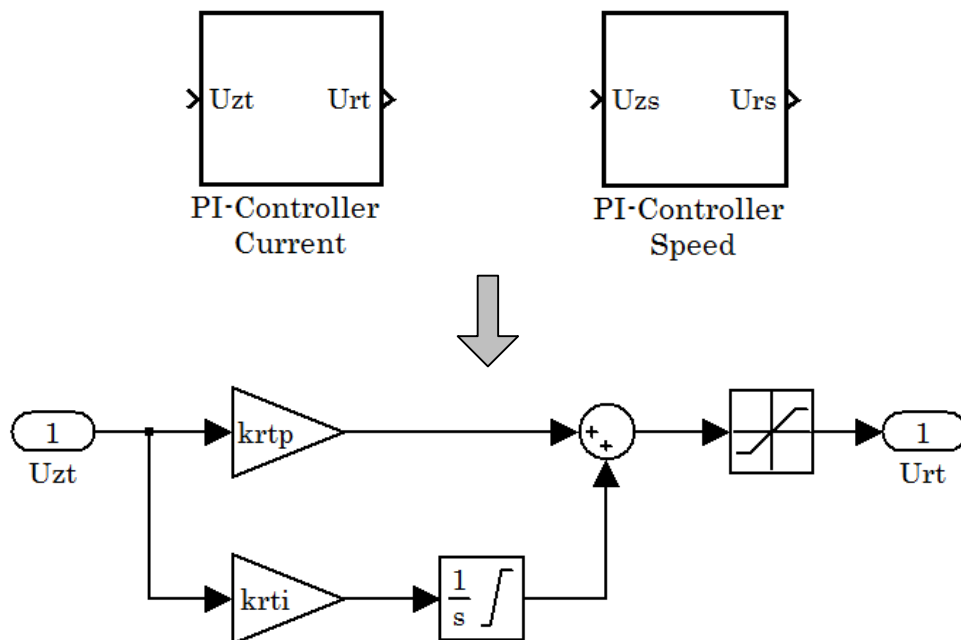 Uzt Urt
PI-Controller
Current
Uzs Urs
PI-Controller
Speed
1
Uzt
krtp
+
+
1
Urt
krti
1
s